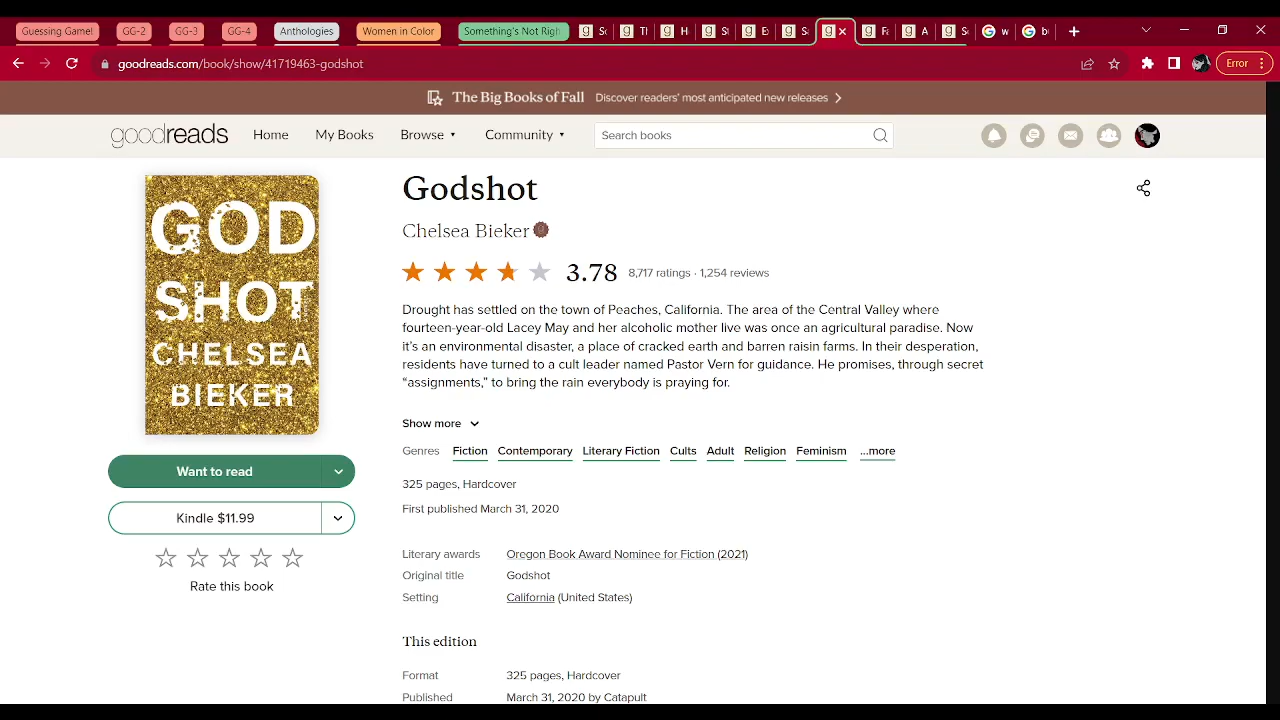 Guessing Game!
GG-2
GG-3
GG-4
Anthologies
Women in Color
Something's Not Righ
goodreads.com/book/show/41719463-godshot
Error
The Big Books of Fall Discover readers' most anticipated new releases
goodreads
Home
My Books
Browse
Community
Search books
GOD
SHOT
CHELSEA
BIEKER
Want to read
Kindle $11.99
Rate this book
Godshot
Chelsea Bieker
3.78 8,717 ratings · 1,254 reviews
Drought has settled on the town of Peaches, California. The area of the Central Valley where
fourteen-year-old Lacey May and her alcoholic mother live was once an agricultural paradise. Now
it's an environmental disaster, a place of cracked earth and barren raisin farms. In their desperation,
residents have turned to a cult leader named Pastor Vern for guidance. He promises, through secret
“assignments,” to bring the rain everybody is praying for.
Show more
Genres Fiction Contemporary Literary Fiction Cults Adult Religion Feminism ...more
325 pages, Hardcover
First published March 31, 2020
Literary awards Oregon Book Award Nominee for Fiction (2021)
Original title Godshot
Setting California (United States)
This edition
Format 325 pages, Hardcover
Published March 31, 2020 by Catapult